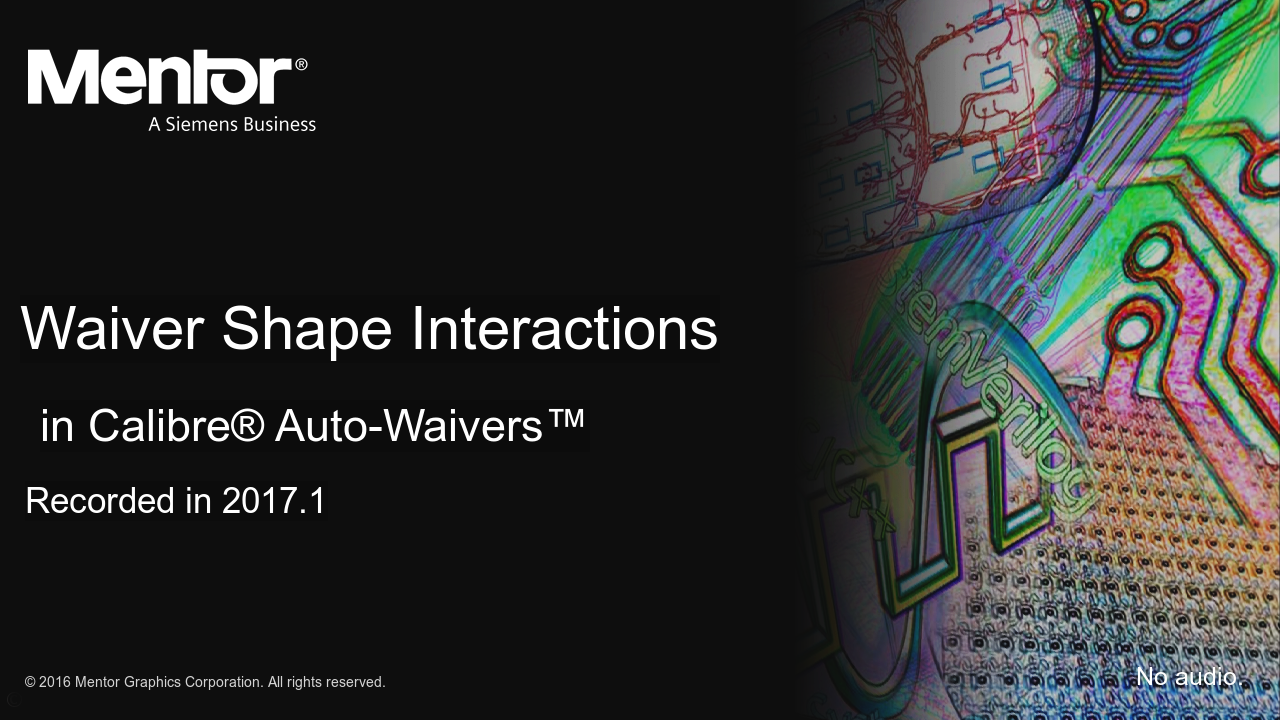 Mentor®
A Siemens Business
Waiver Shape Interactions
in Calibre® Auto-Waivers™
Recorded in 2017.1
stemVerilog
C++
© 2016 Mentor Graphics Corporation. All rights reserved.
No audio.